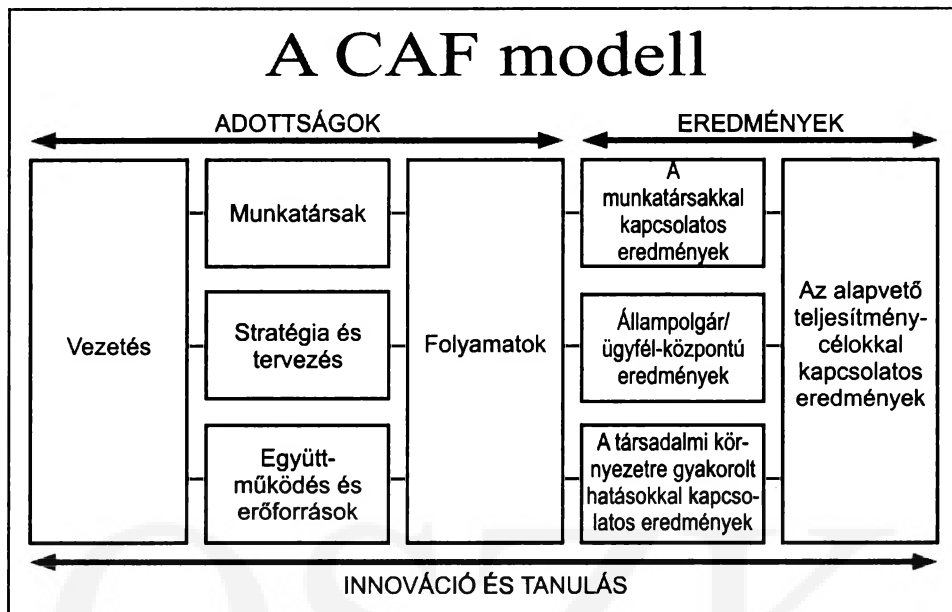 A CAF modell
ADOTTSÁGOK
EREDMÉNYEK
Vezetés
Munkatársak
Stratégia és
tervezés
Együtt-
működés és
erőforrások
Folyamatok
A
munkatársakkal
kapcsolatos
eredmények
Állampolgár/
ügyfél-központú
eredmények
A társadalmi kör-
nyezetre gyakorolt
hatásokkal kapcso-
latos eredmények
Az alapvető
teljesítmény-
célokkal
kapcsolatos
eredmények
INNOVÁCIÓ ÉS TANULÁS